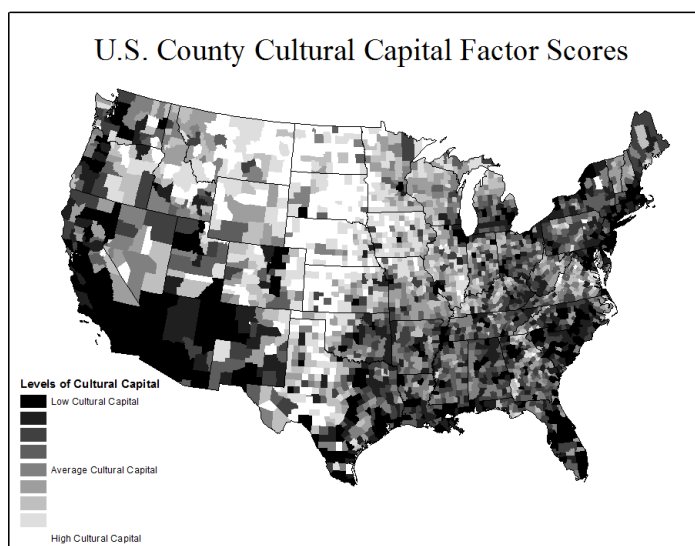 U.S. County Cultural Capital Factor Scores
Levels of Cultural Capital
Low Cultural Capital
Average Cultural Capital
High Cultural Capital